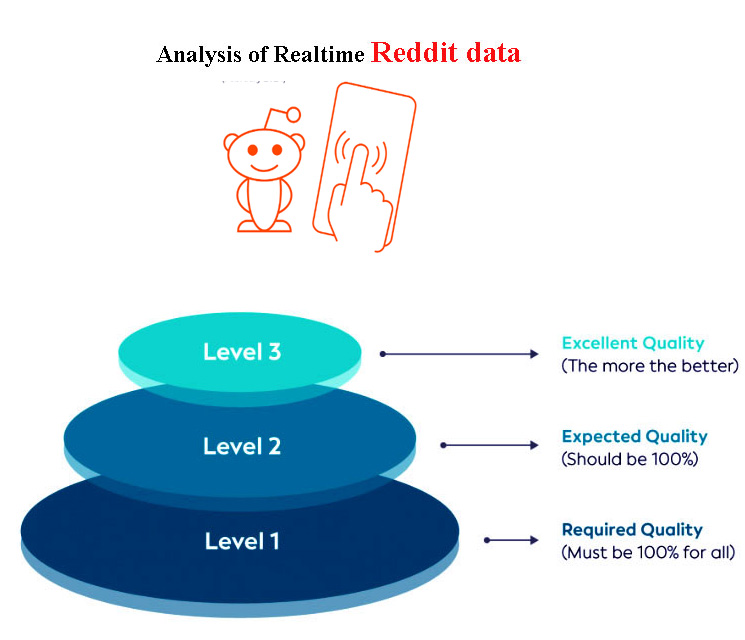 Analysis of Realtime Reddit data
Level 3
Excellent Quality
(The more the better)
Level 2
Expected Quality
(Should be 100%)
Level 1
Required Quality
(Must be 100% for all)